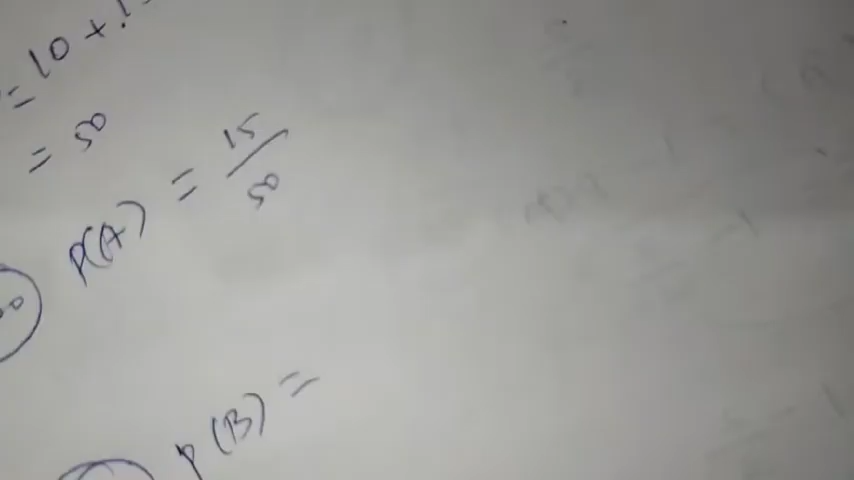 = 10 +
= 50
P(A) = 15/50
P(B) =